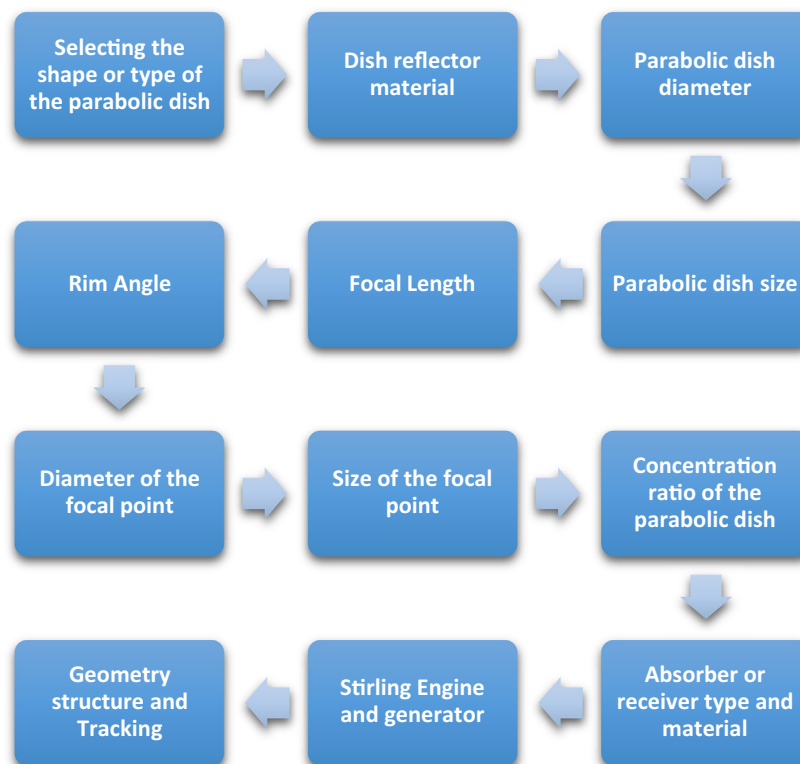 Selecting the
shape or type of
the parabolic dish
Dish reflector
material
Parabolic dish
diameter
Parabolic dish size
Focal Length
Rim Angle
Diameter of the
focal point
Size of the focal
point
Concentration
ratio of the
parabolic dish
Absorber or
receiver type and
material
Stirling Engine
and generator
Geometry
structure and
Tracking